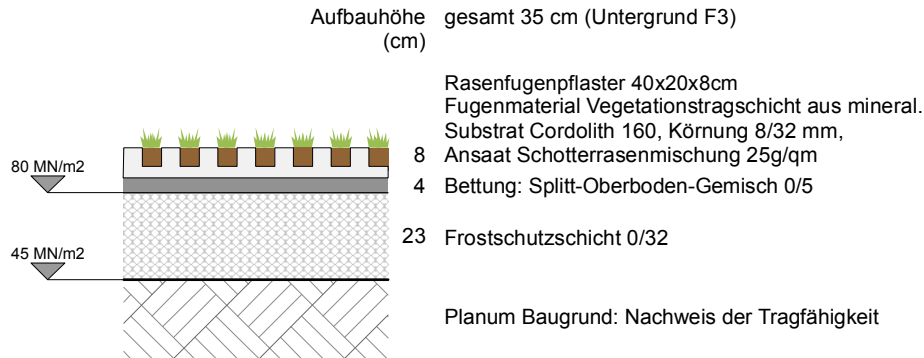 Aufbauhöhe
(cm)
gesamt 35 cm (Untergrund F3)
Rasenfugenpflaster 40x20x8cm
Fugenmaterial Vegetationstragschicht aus mineral.
Substrat Cordolith 160, Körnung 8/32 mm,
8 Ansaat Schotterrasenmischung 25g/qm
80 MN/m2
4 Bettung: Splitt-Oberboden-Gemisch 0/5
23 Frostschutzschicht 0/32
45 MN/m2
Planum Baugrund: Nachweis der Tragfähigkeit